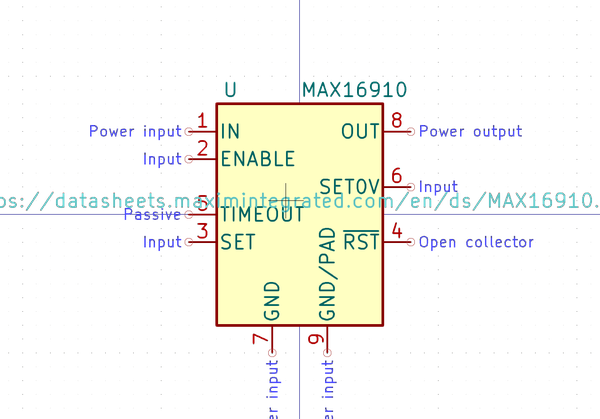 U MAX16910
Power input 1 IN OUT 8 Power output
Input 2 ENABLE
SETOV 6 Input
ps://datasheets.maximintegrated.com/en/ds/MAX16910.
Passive 5 TIMEOUT
Input 3 SET RST 4 Open collector
GND GND/PAD
7 9
er input er input